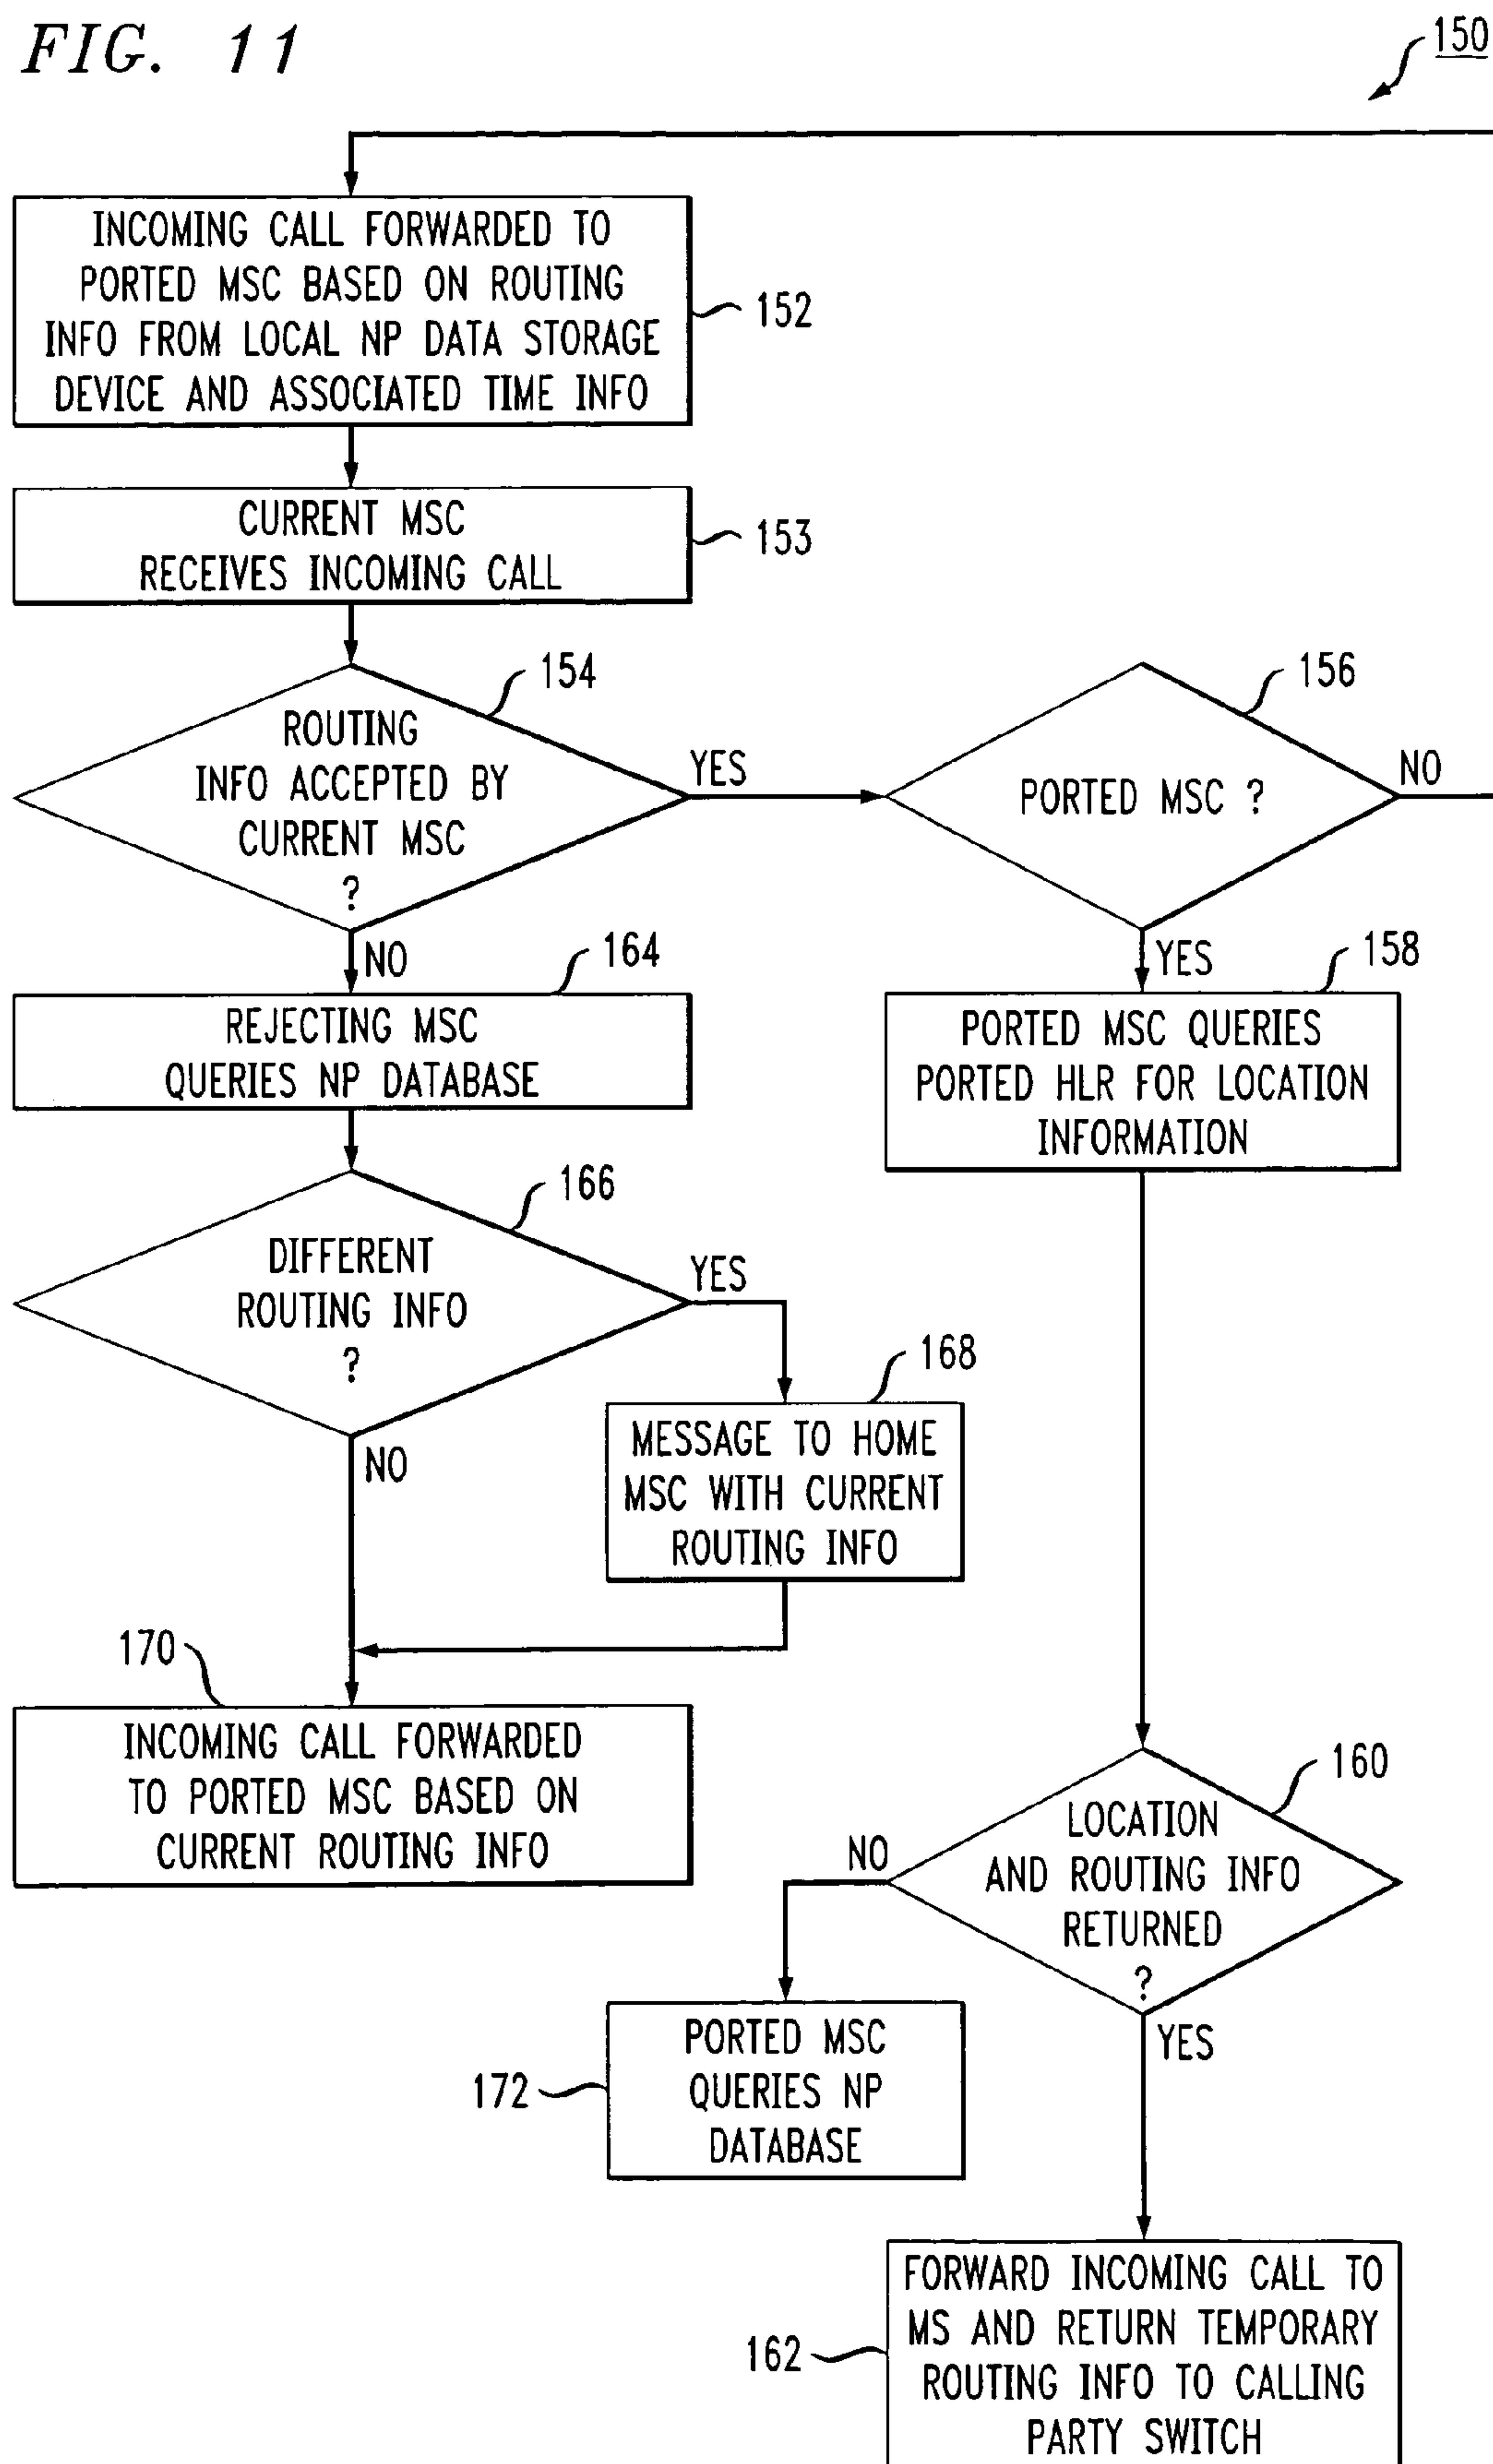 FIG. 11
150
INCOMING CALL FORWARDED TO
PORTED MSC BASED ON ROUTING
INFO FROM LOCAL NP DATA STORAGE
DEVICE AND ASSOCIATED TIME INFO
152
CURRENT MSC
RECEIVES INCOMING CALL
153
154
ROUTING
INFO ACCEPTED BY
CURRENT MSC
?
YES
156
PORTED MSC ?
NO
NO
164
REJECTING MSC
QUERIES NP DATABASE
YES
158
PORTED MSC QUERIES
PORTED HLR FOR LOCATION
INFORMATION
166
DIFFERENT
ROUTING INFO
?
YES
168
MESSAGE TO HOME
MSC WITH CURRENT
ROUTING INFO
NO
170
INCOMING CALL FORWARDED
TO PORTED MSC BASED ON
CURRENT ROUTING INFO
160
LOCATION
AND ROUTING INFO
RETURNED
?
NO
172
PORTED MSC
QUERIES NP
DATABASE
YES
162
FORWARD INCOMING CALL TO
MS AND RETURN TEMPORARY
ROUTING INFO TO CALLING
PARTY SWITCH